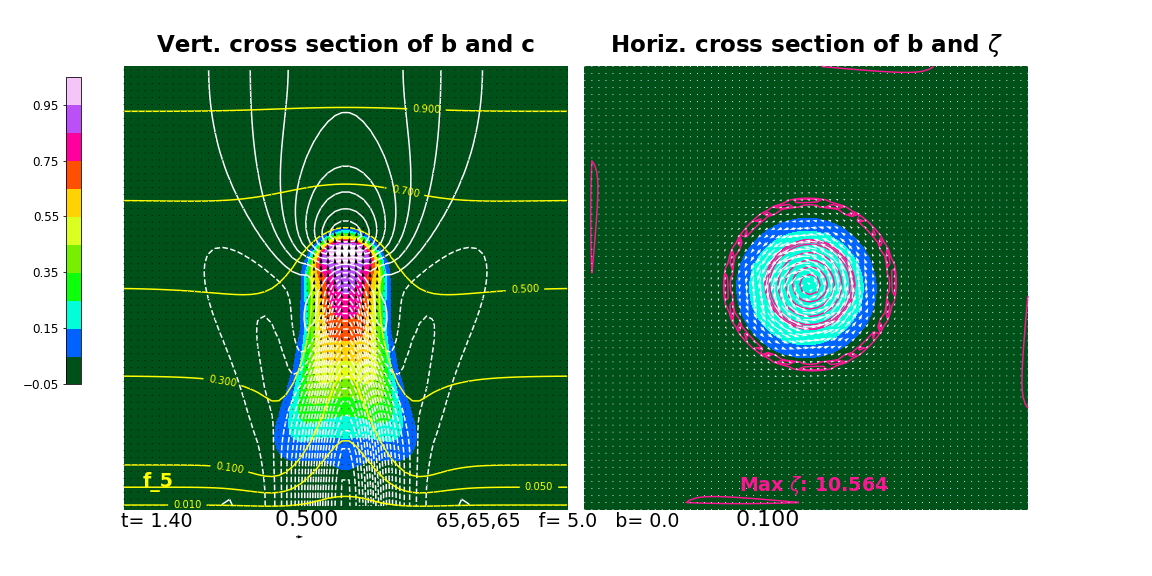 Vert. cross section of b and c
Horiz. cross section of b and ζ
0.95
0.75
0.55
0.35
0.15
−0.05
0.900
0.700
0.500
0.300
0.100
0.050
0.010
f_5
Max ζ: 10.564
t= 1.40 0.500 65,65,65 f= 5.0 b= 0.0 0.100